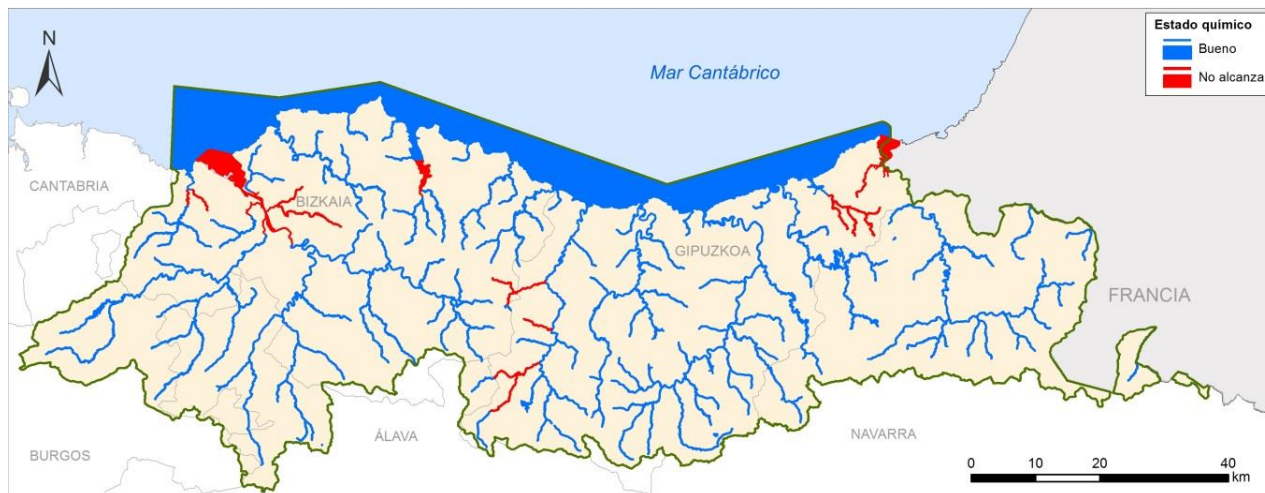 Estado químico
Bueno
No alcanza
N
Mar Cantábrico
CANTABRIA
BIZKAIA
GIPUZKOA
FRANCIA
ÁLAVA
NAVARRA
BURGOS
0 10 20 40
km